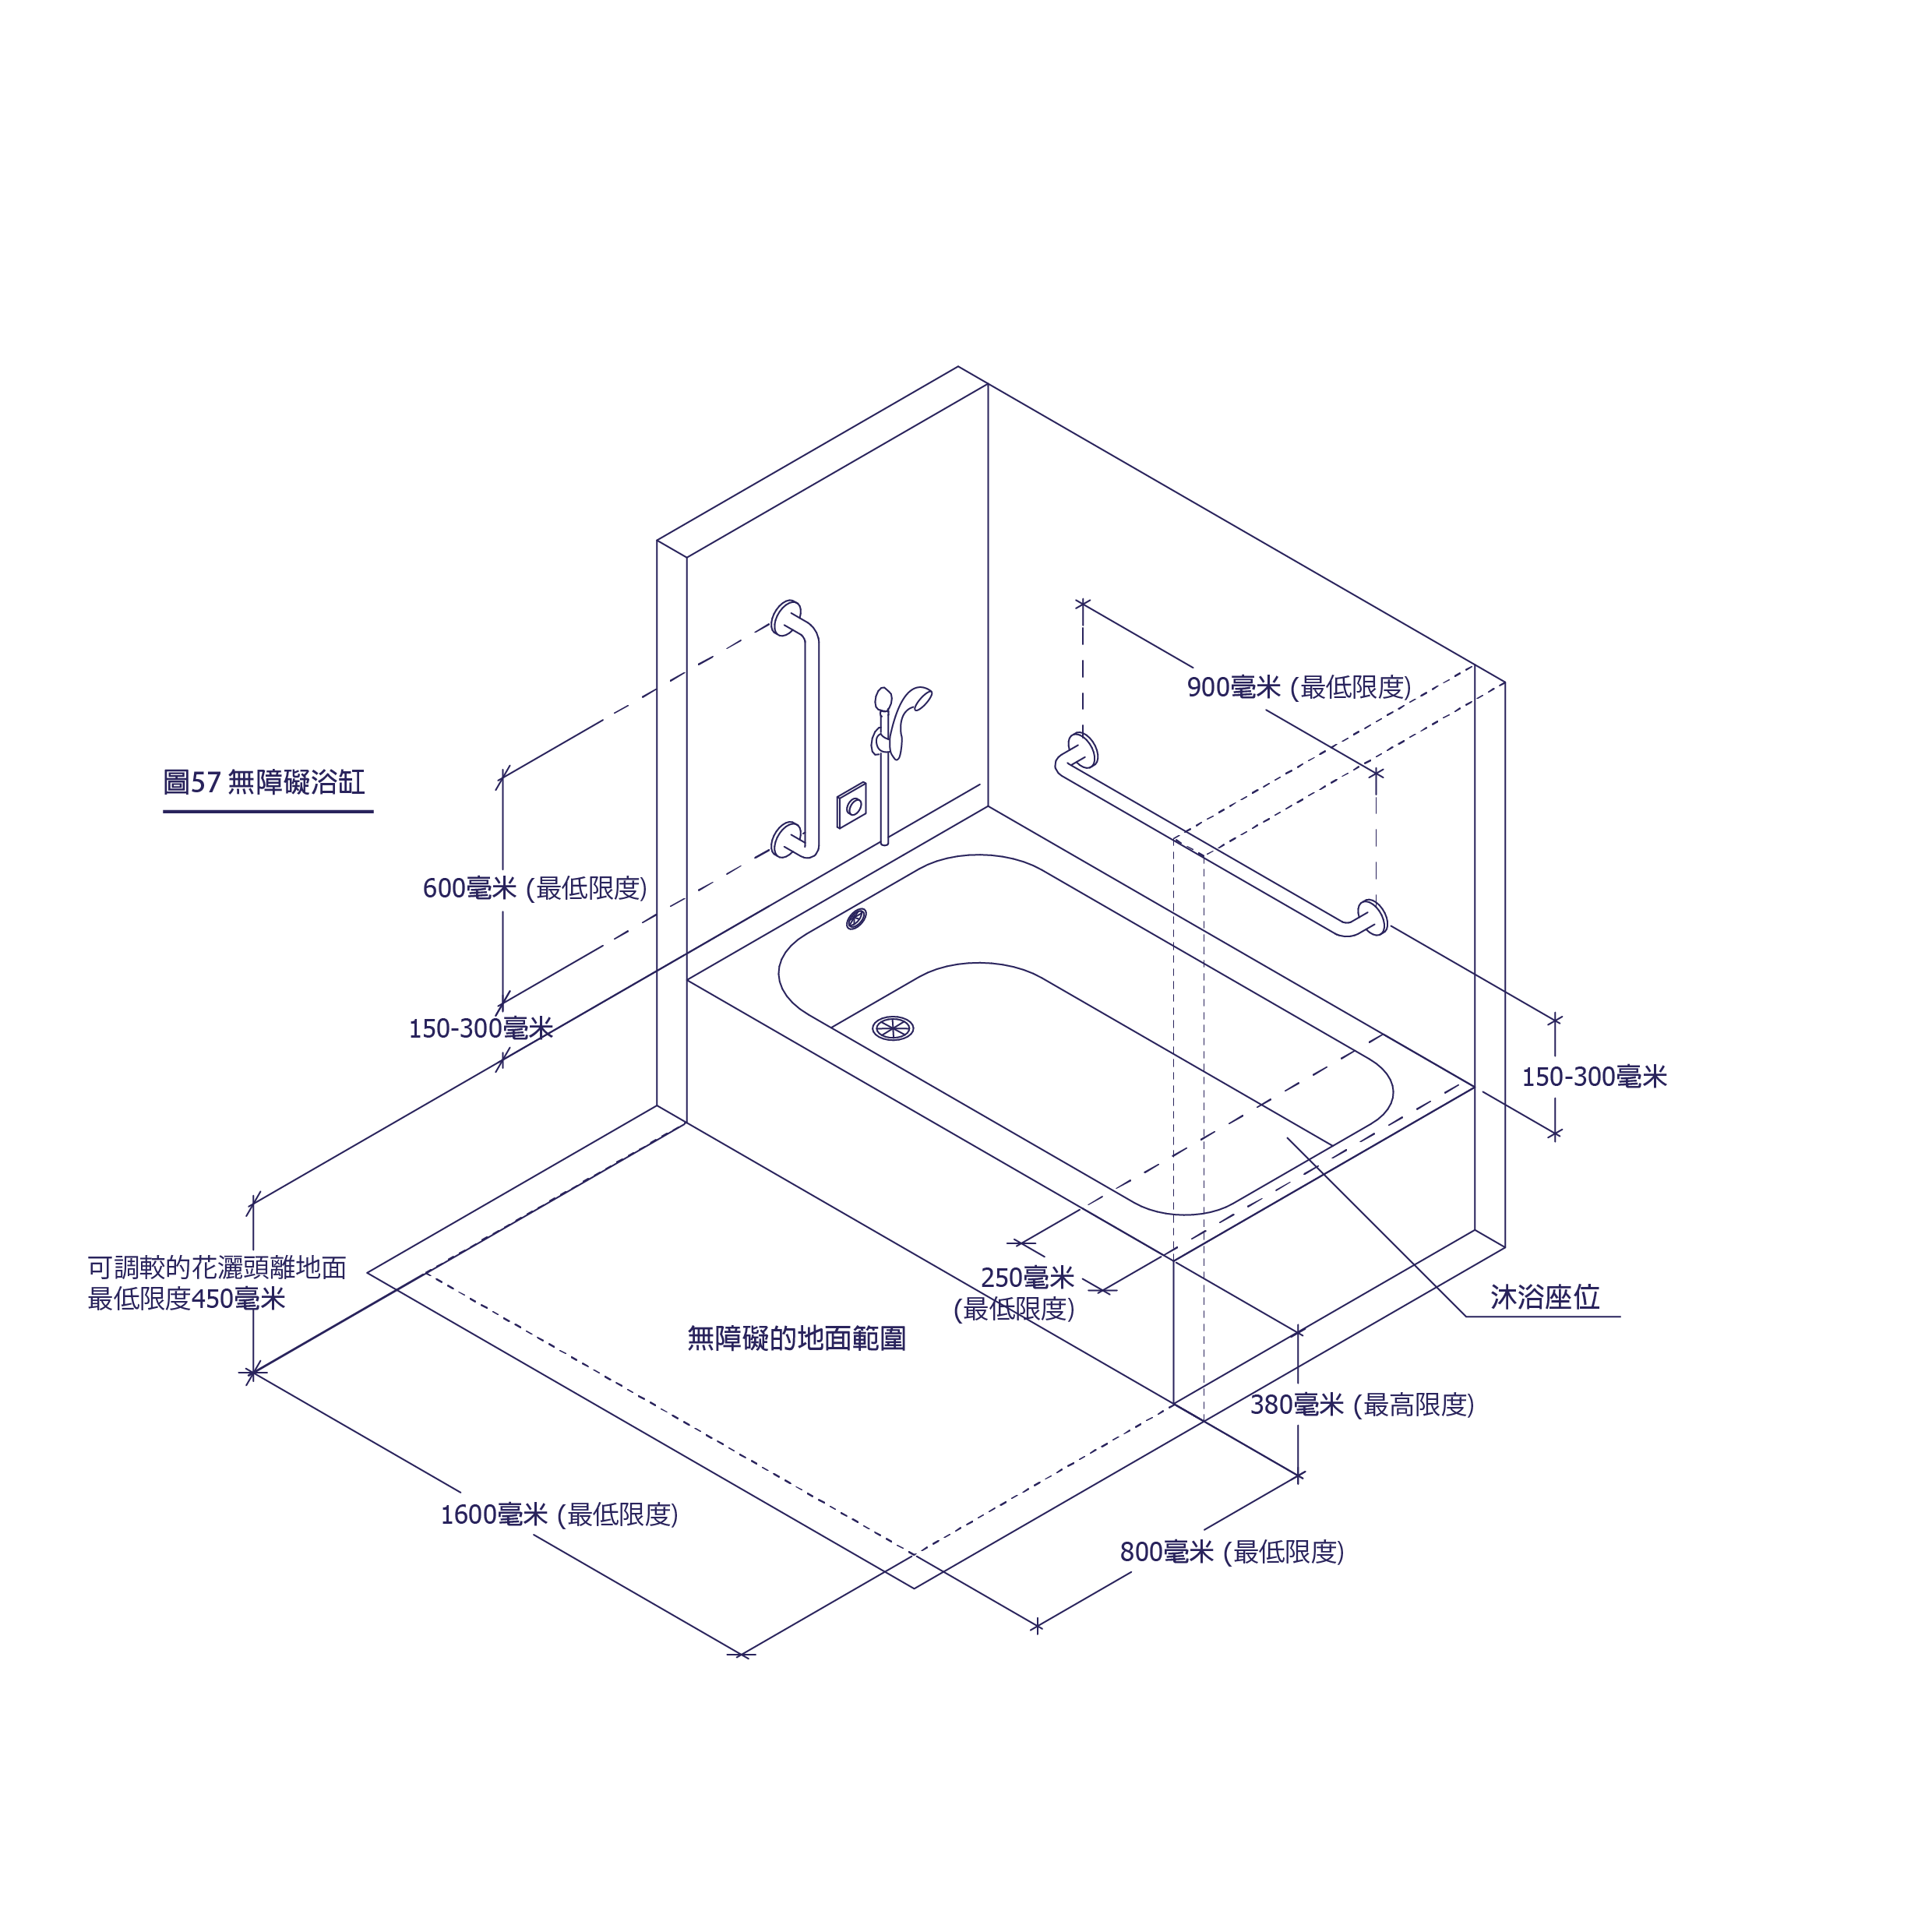 900毫米 (最低限度)
圖57 無障礙浴缸
600毫米 (最低限度)
150-300毫米
150-300毫米
可調較的花灑頭離地面
最低限度450毫米
250毫米
(最低限度)
沐浴座位
無障礙的地面範圍
380毫米 (最高限度)
1600毫米 (最低限度)
800毫米 (最低限度)